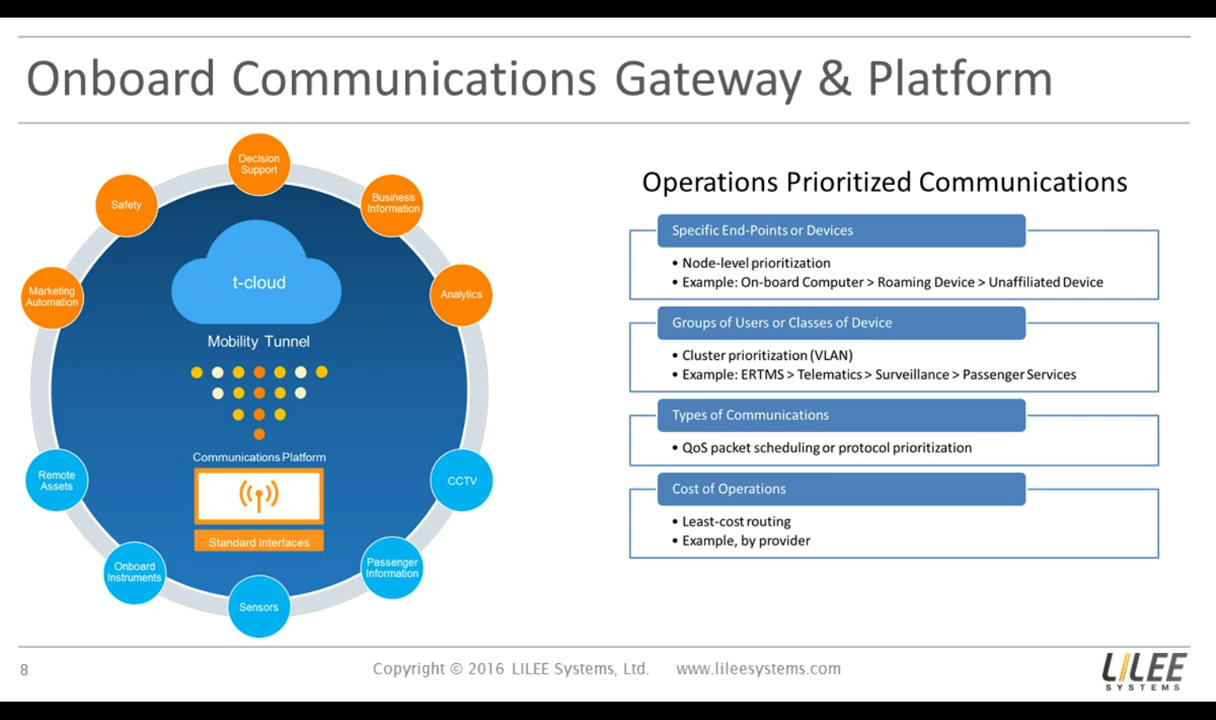 Onboard Communications Gateway & Platform
Decision
Support
Safety
Business
Information
Marketing
Automation
Analytics
t-cloud
Mobility Tunnel
Communications Platform
Standard Interfaces
Remote
Assets
CCTV
Onboard
Instruments
Passenger
Information
Sensors
Operations Prioritized Communications
Specific End-Points or Devices
• Node-level prioritization
• Example: On-board Computer > Roaming Device > Unaffiliated Device
Groups of Users or Classes of Device
• Cluster prioritization (VLAN)
• Example: ERTMS > Telematics > Surveillance > Passenger Services
Types of Communications
• QoS packet scheduling or protocol prioritization
Cost of Operations
• Least-cost routing
• Example, by provider
8
Copyright © 2016 LILEE Systems, Ltd. www.lileesystems.com
LILEE
SYSTEMS